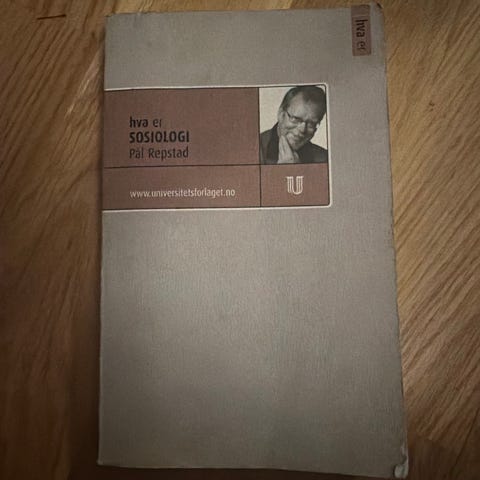 hva er
hva er
SOSIOLOGI
Pål Repstad
www.universitetsforlaget.no
U